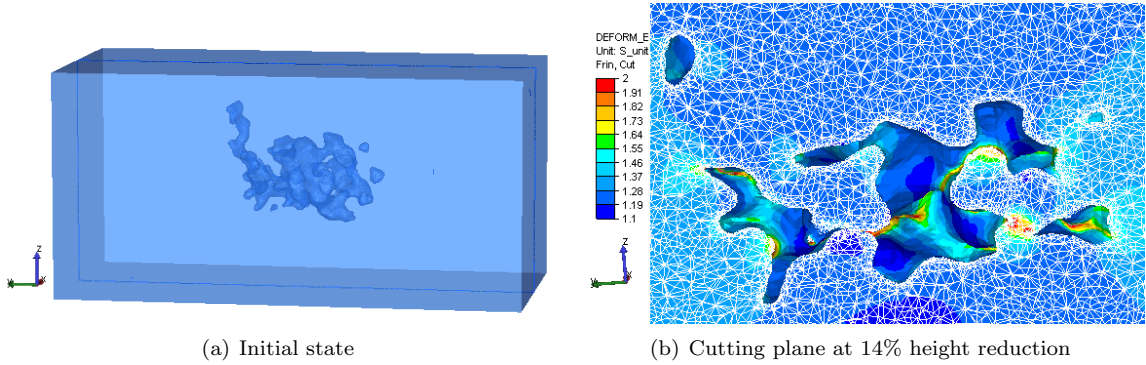 DEFORM_E
Unit: S_unit
Frin, Cut
2
1.91
1.82
1.73
1.64
1.55
1.46
1.37
1.28
1.19
1.1
Z
X
Z
X
(a) Initial state
(b) Cutting plane at 14% height reduction